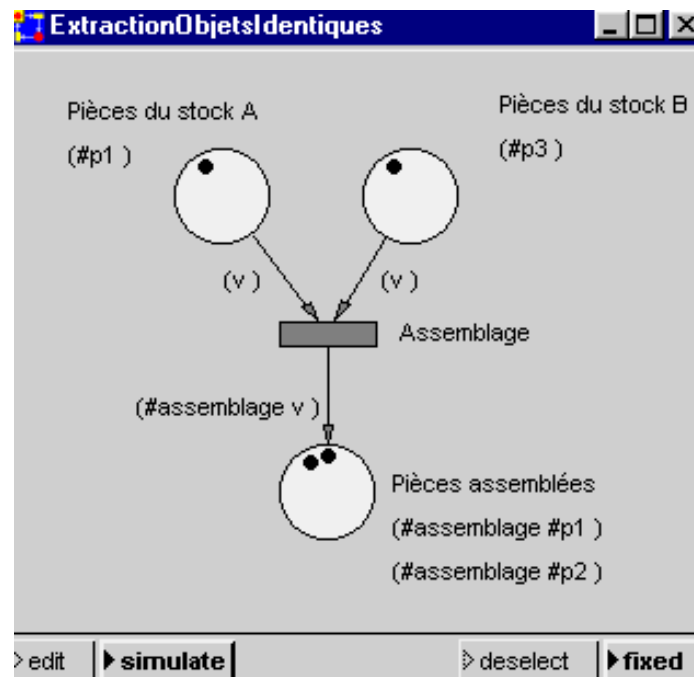 ExtractionObjetsIdentiques
Pièces du stock A
(#p1 )
Pièces du stock B
(#p3 )
(v )
(v )
Assemblage
(#assemblage v )
Pièces assemblées
(#assemblage #p1 )
(#assemblage #p2 )
edit simulate deselect fixed